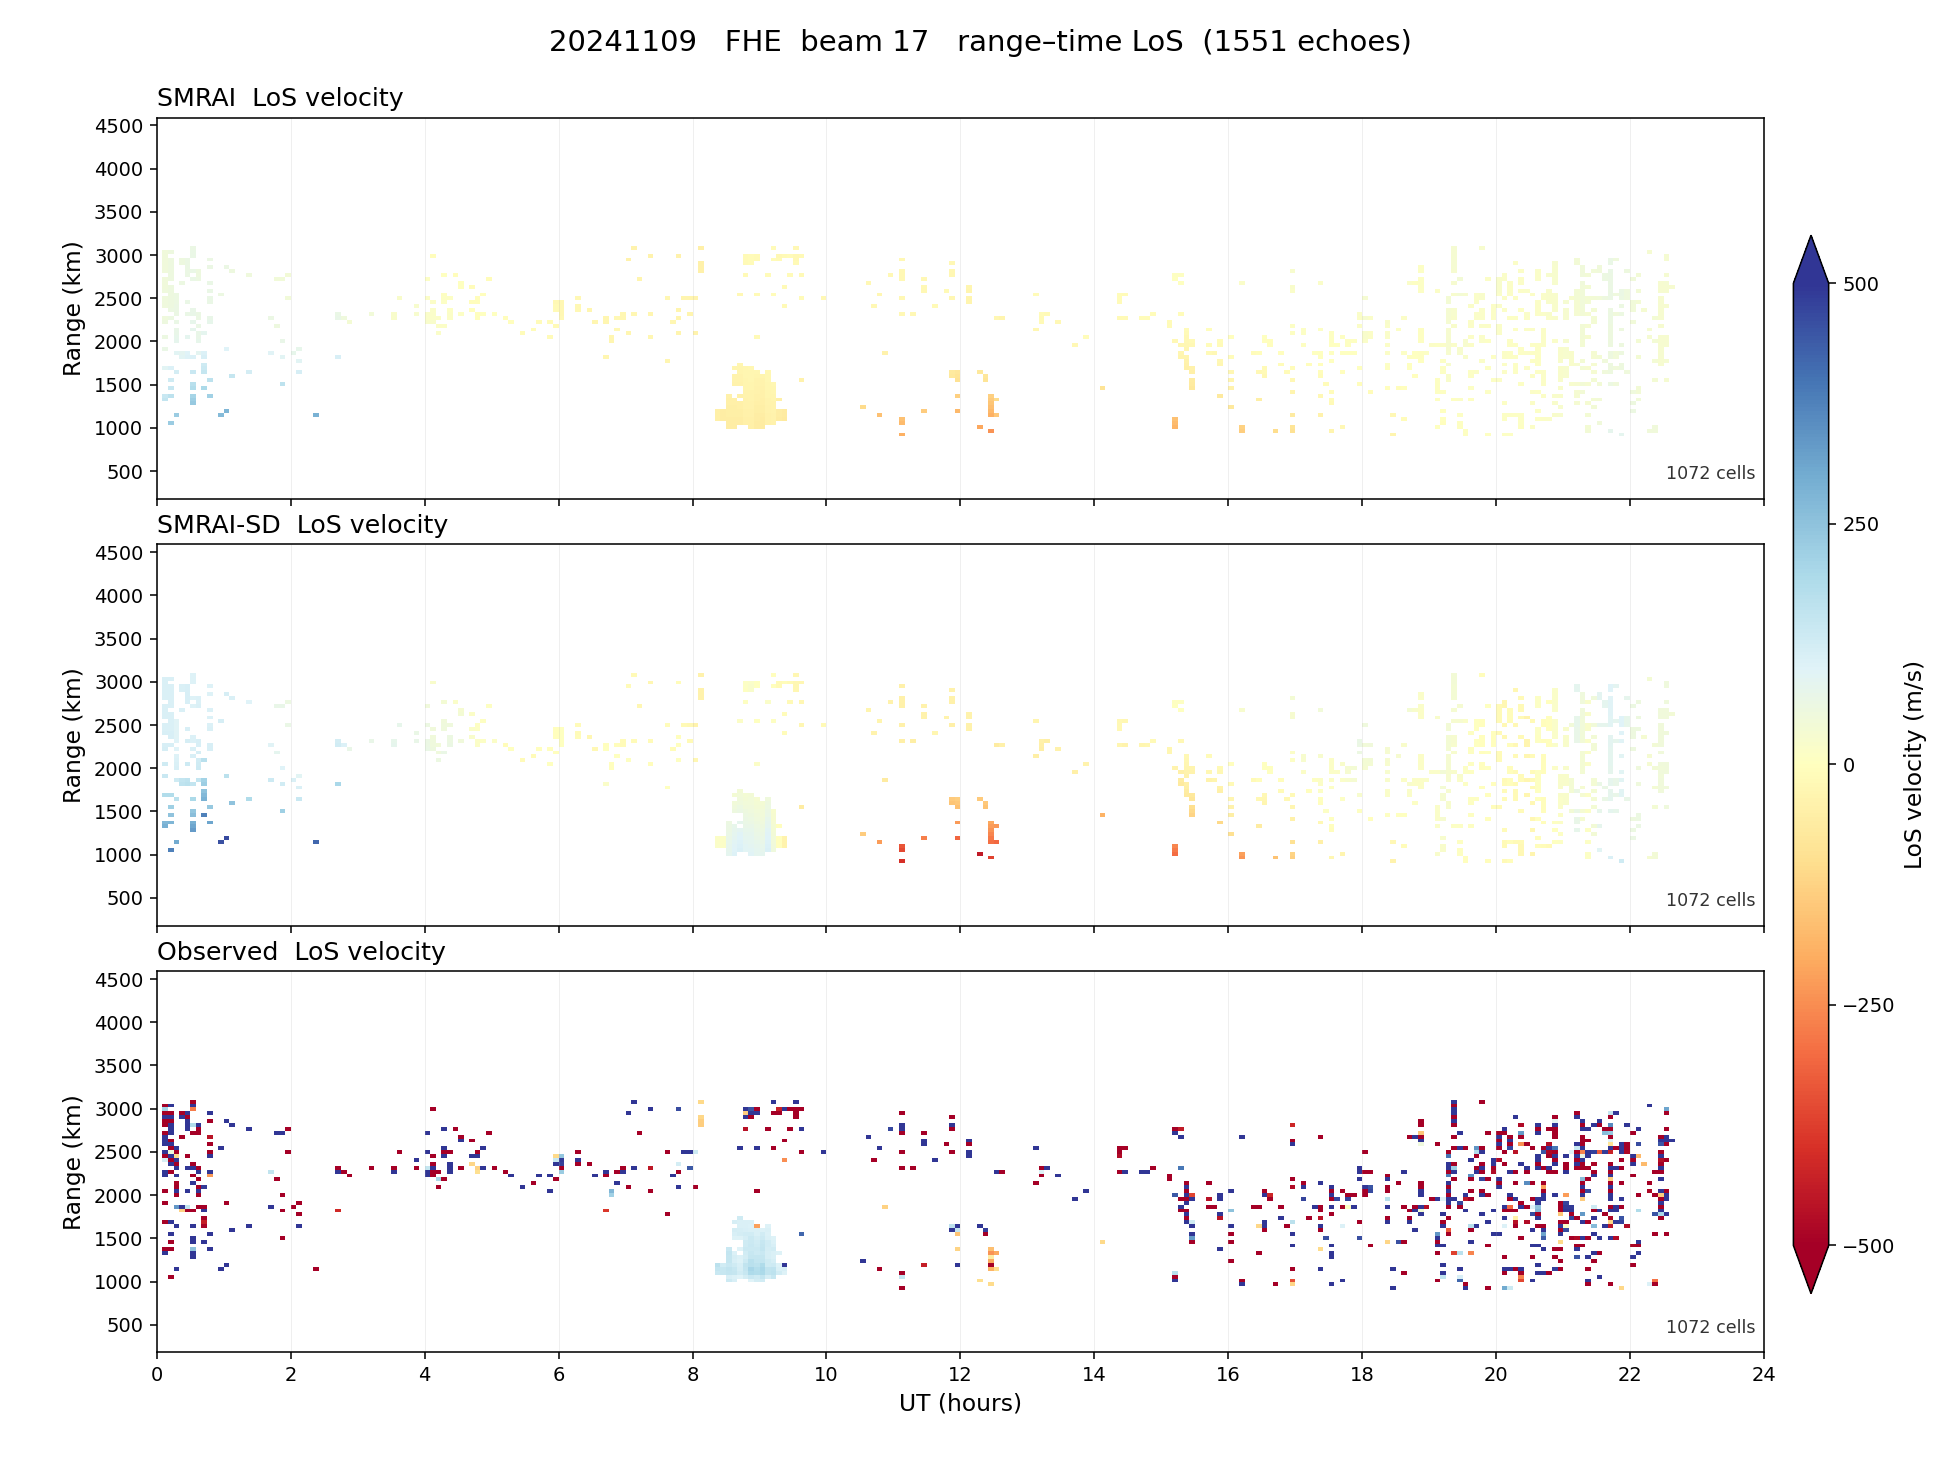 20241109 FHE beam 17 range–time LoS (1551 echoes)
SMRAI LoS velocity
4500
4000
3500
3000
2500
2000
1500
1000
500
Range (km)
1072 cells
SMRAI-SD LoS velocity
4500
4000
3500
3000
2500
2000
1500
1000
500
Range (km)
1072 cells
Observed LoS velocity
4500
4000
3500
3000
2500
2000
1500
1000
500
Range (km)
1072 cells
0 2 4 6 8 10 12 14 16 18 20 22 24
UT (hours)
500
250
0
−250
−500
LoS velocity (m/s)